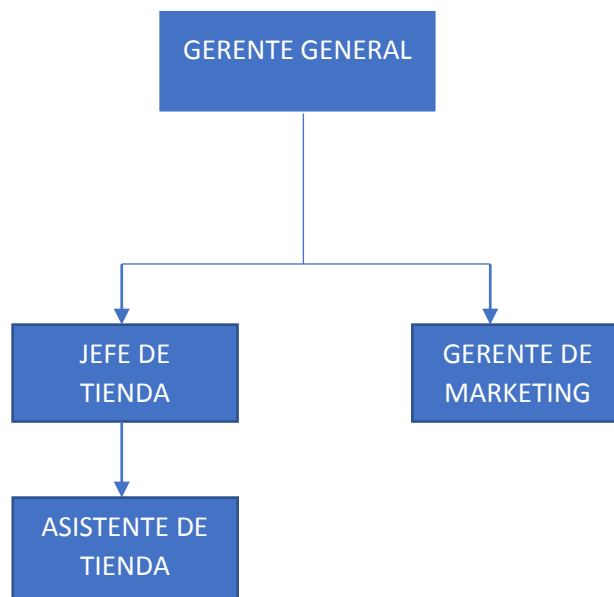 GERENTE GENERAL
JEFE DE
TIENDA
GERENTE DE
MARKETING
ASISTENTE DE
TIENDA